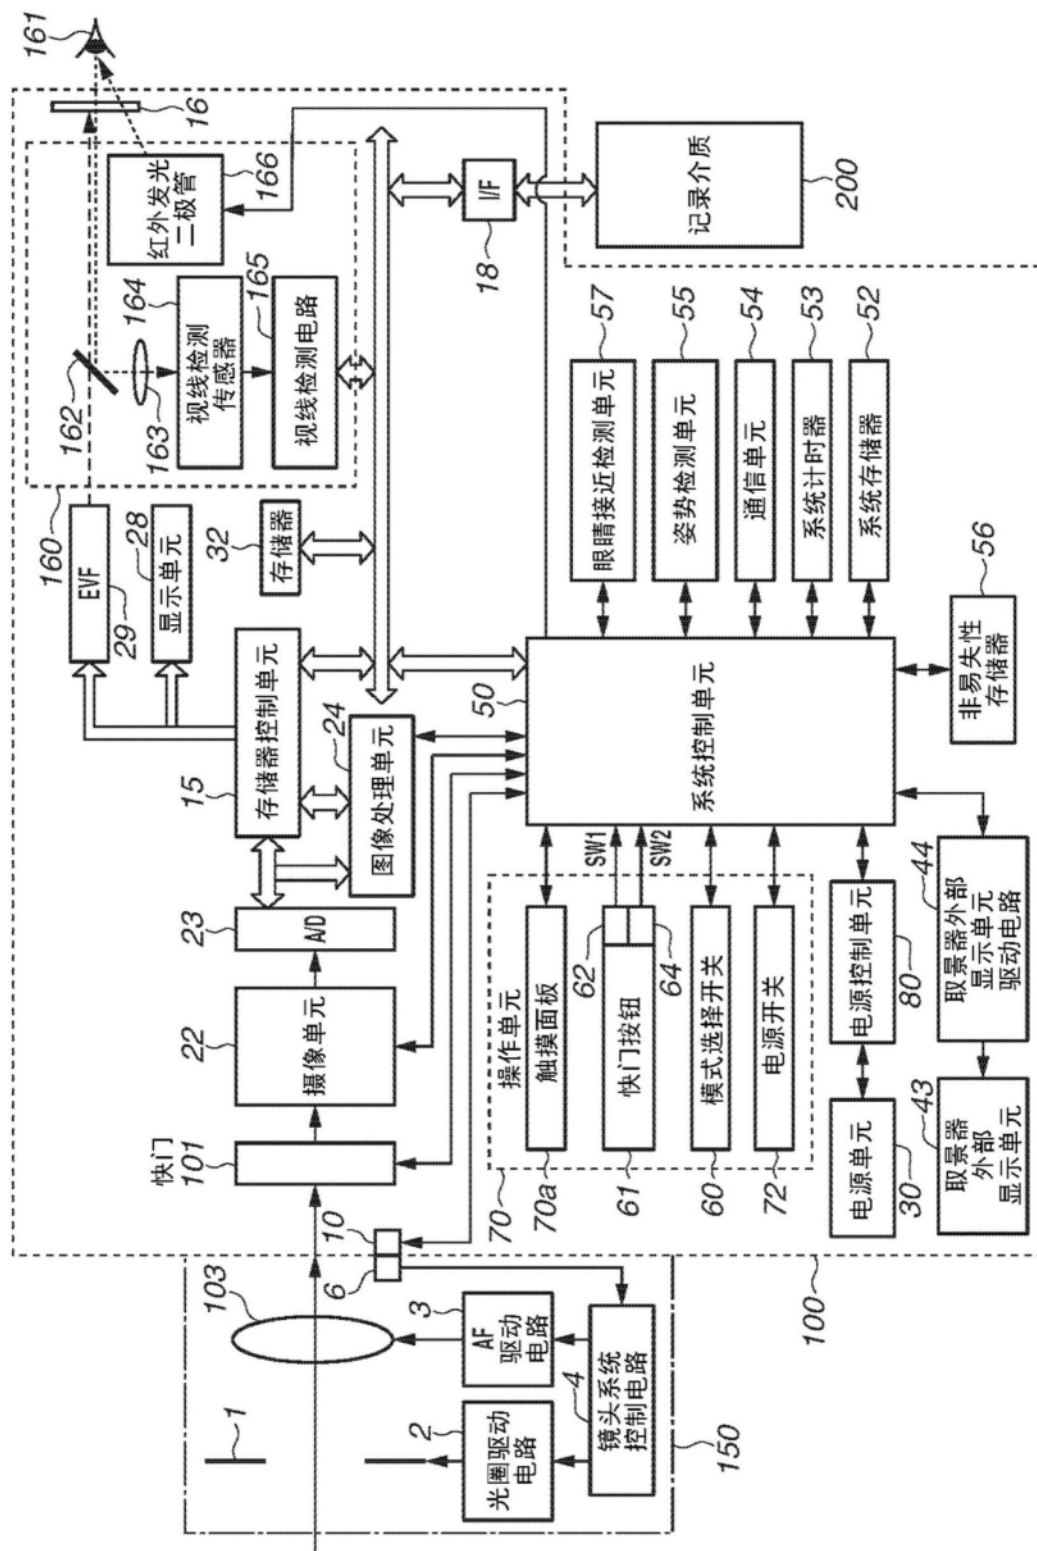 161
16
160
EVF
29
28
显示单元
162
163
164
视线检测
传感器
165
视线检测电路
166
红外发光
二极管
32
存储器
15
存储器控制单元
24
图像处理单元
23
A/D
22
摄像单元
快门
101
18
I/F
200
记录介质
50
系统控制单元
57
眼睛接近检测单元
55
姿势检测单元
54
通信单元
53
系统计时器
52
系统存储器
56
非易失性
存储器
操作单元
70
触摸面板
70a
SW1
SW2
62
64
快门按钮
61
模式选择开关
60
电源开关
72
电源控制单元
80
电源单元
30
44
取景器外部
显示单元
驱动电路
43
取景器
外部
显示单元
10
6
103
1
3
AF
驱动
电路
2
光圈驱动
电路
4
镜头系统
控制电路
150
100